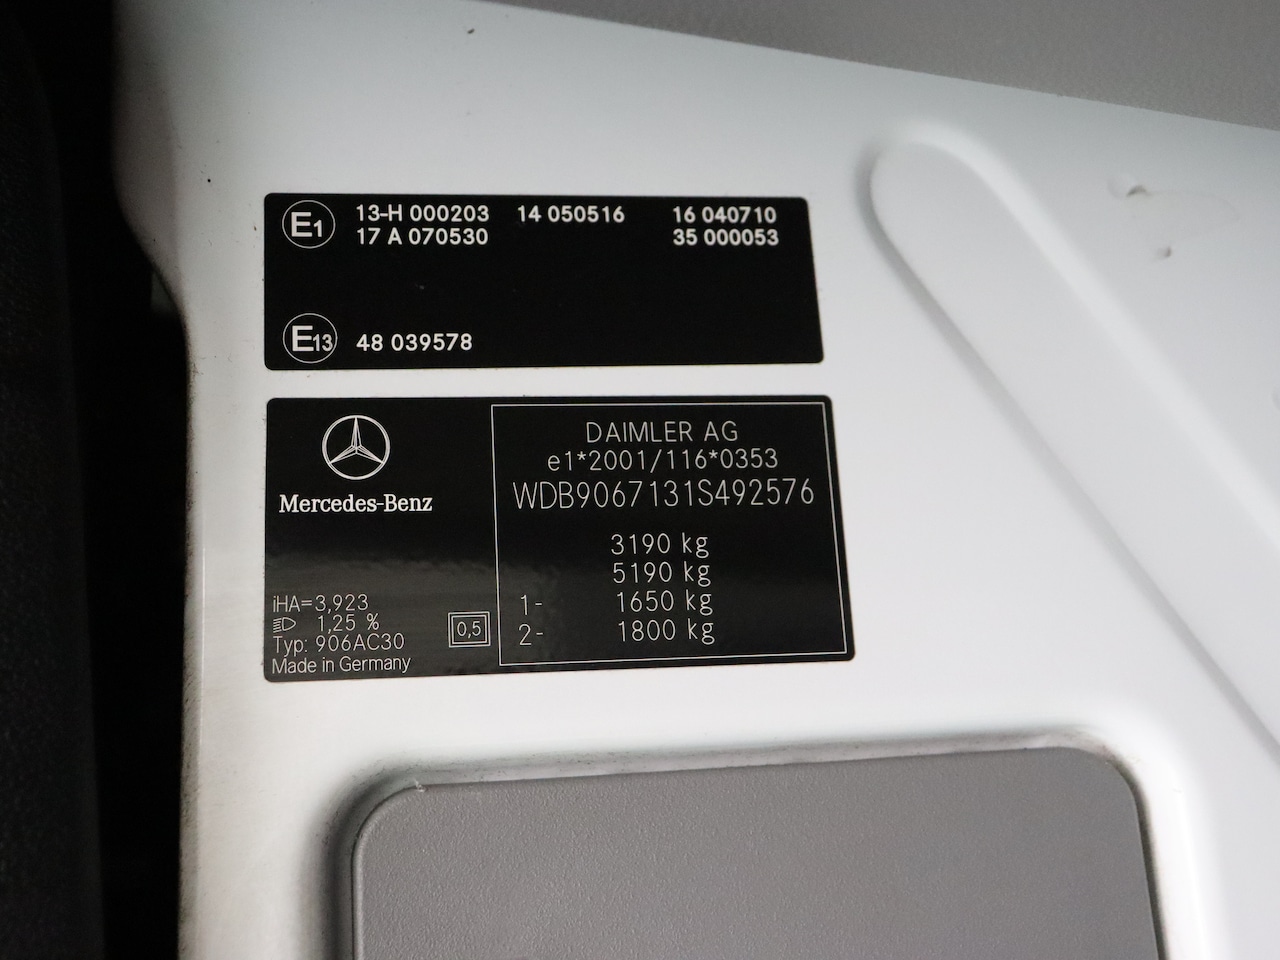 E1 13-H 000203 14 050516 16 040710
17 A 070530 35 000053
E13 48 039578
Mercedes-Benz
iHA=3,923
1,25 %
Typ: 906AC30
Made in Germany
0,5
DAIMLER AG
e1*2001/116*0353
WDB9067131S492576
3190 kg
5190 kg
1- 1650 kg
2- 1800 kg